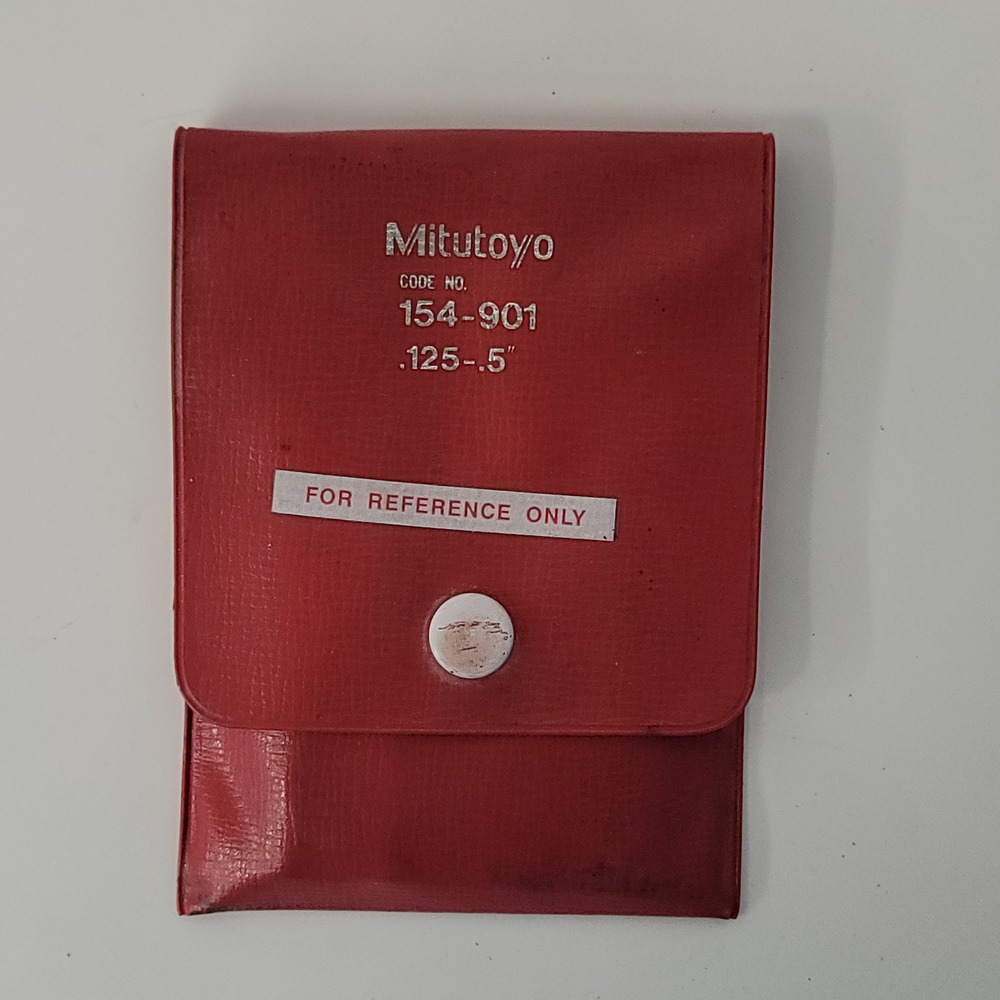 Mitutoyo
CODE NO.
154-901
.125-.5"
FOR REFERENCE ONLY